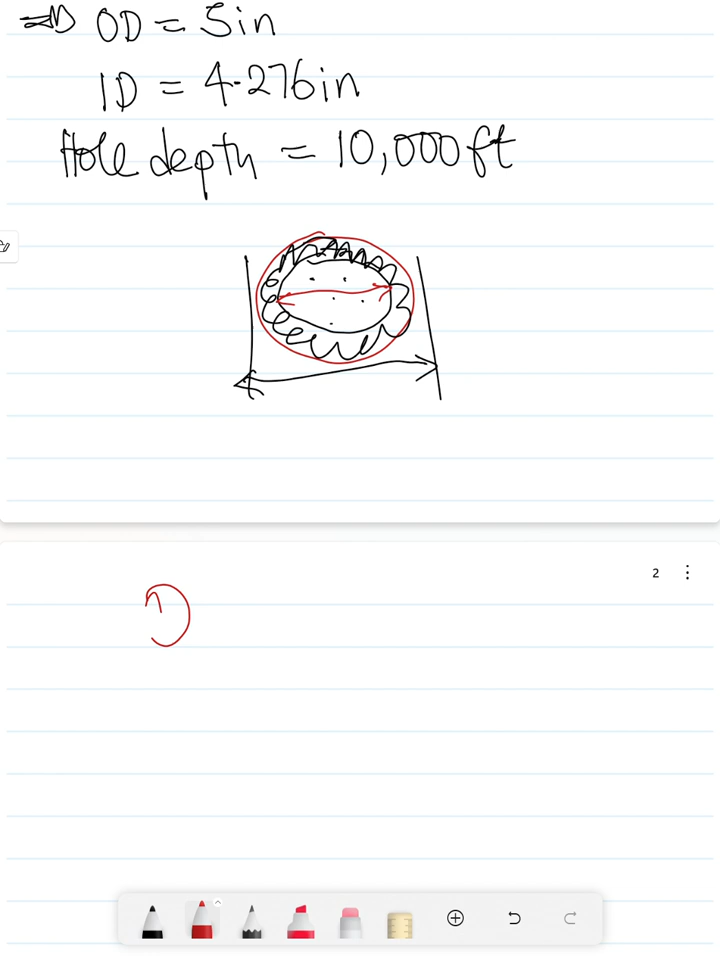 ⇒ OD = 5in
ID = 4.276in
Hole depth = 10,000ft
2
1)